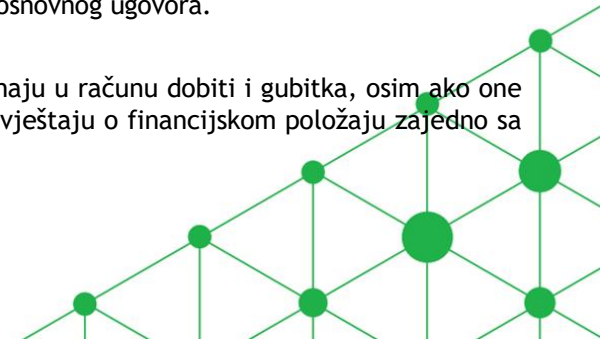 osnovnog ugovora.
naju u računu dobiti i gubitka, osim ako one
vještaju o financijskom položaju zajedno sa